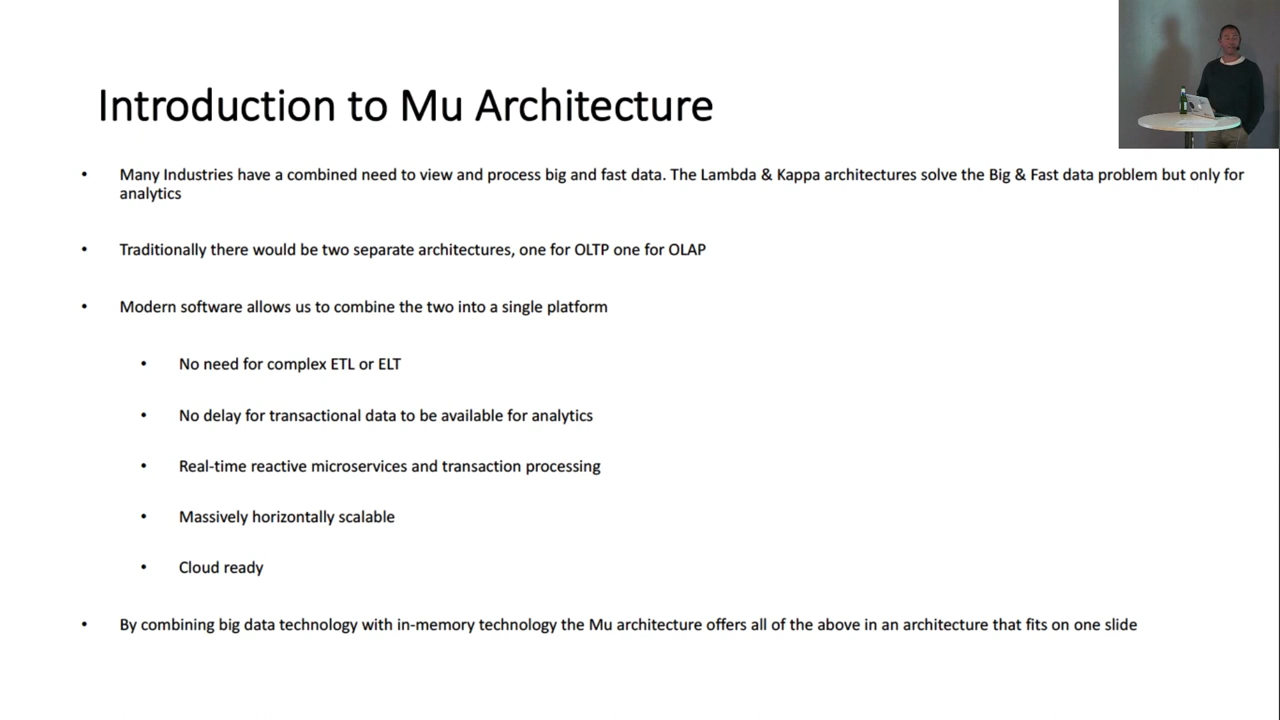 Introduction to Mu Architecture
• Many Industries have a combined need to view and process big and fast data. The Lambda & Kappa architectures solve the Big & Fast data problem but only for
analytics
• Traditionally there would be two separate architectures, one for OLTP one for OLAP
• Modern software allows us to combine the two into a single platform
• No need for complex ETL or ELT
• No delay for transactional data to be available for analytics
• Real-time reactive microservices and transaction processing
• Massively horizontally scalable
• Cloud ready
• By combining big data technology with in-memory technology the Mu architecture offers all of the above in an architecture that fits on one slide